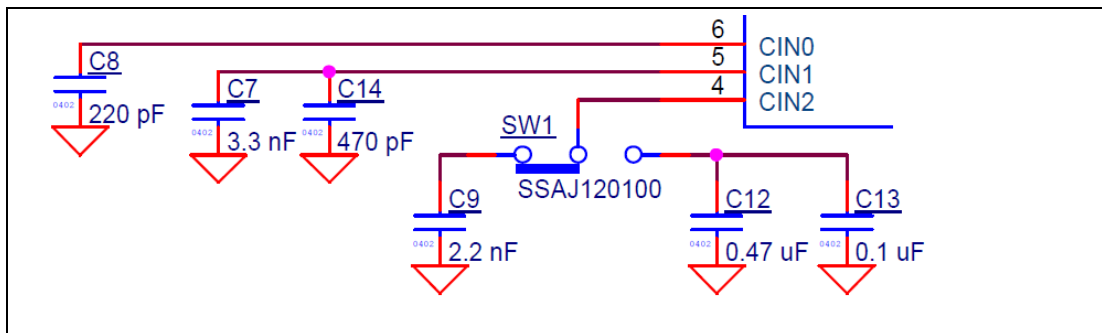 6
CIN0
C8
5
C7
C14
CIN1
4
0402
CIN2
220 pF
0402
0402
SW1
3.3 nF
470 pF
SSAJ120100
C9
C12
C13
0402
0402
0402
2.2 nF
0.47 uF
0.1 uF